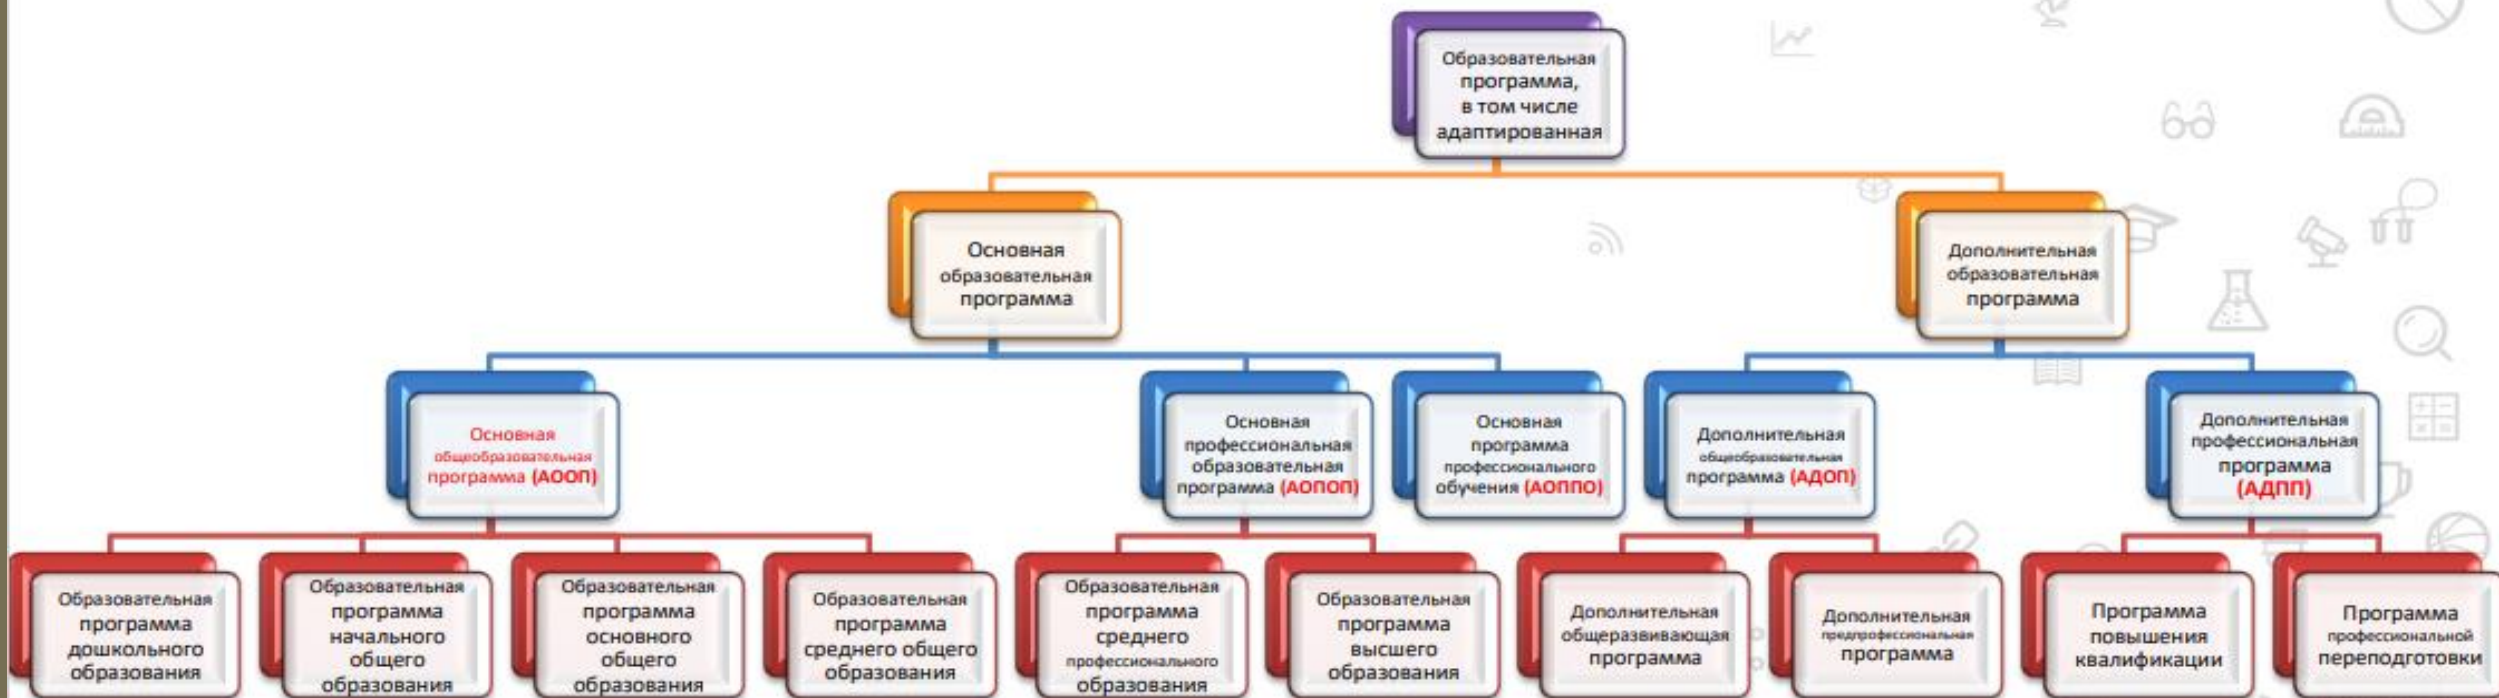 Образовательная
программа,
в том числе
адаптированная
Основная
образовательная
программа
Дополнительная
образовательная
программа
Основная
общеобразовательная
программа (АООП)
Основная
профессиональная
образовательная
программа (АОПОП)
Основная
программа
профессионального
обучения (АОППО)
Дополнительная
общеобразовательная
программа (АДОП)
Дополнительная
профессиональная
программа
(АДПП)
Образовательная
программа
дошкольного
образования
Образовательная
программа
начального
общего
образования
Образовательная
программа
основного
общего
образования
Образовательная
программа
среднего общего
образования
Образовательная
программа
среднего
профессионального
образования
Образовательная
программа
высшего
образования
Дополнительная
общеразвивающая
программа
Дополнительная
предпрофессиональная
программа
Программа
повышения
квалификации
Программа
профессиональной
переподготовки